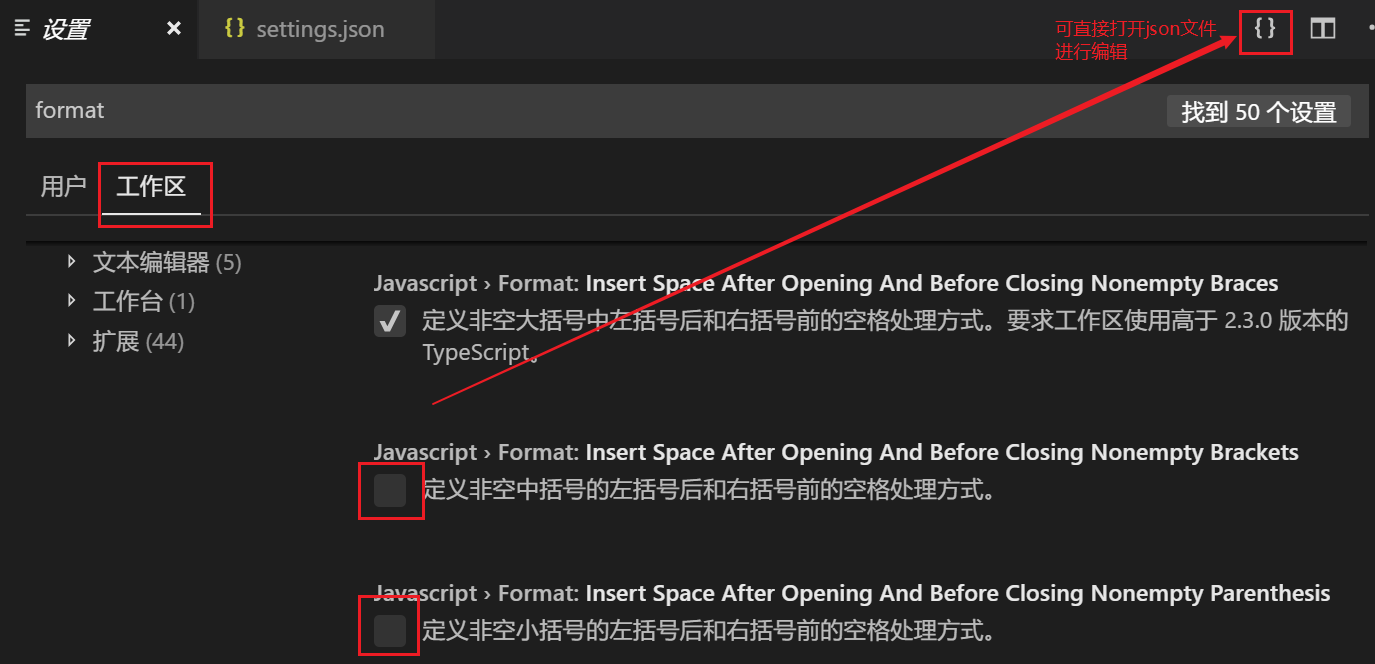 设置
settings.json
可直接打开json文件
进行编辑
format
找到 50 个设置
用户
工作区
文本编辑器 (5)
工作台 (1)
扩展 (44)
Javascript › Format: Insert Space After Opening And Before Closing Nonempty Braces
定义非空大括号中左括号后和右括号前的空格处理方式。要求工作区使用高于 2.3.0 版本的
TypeScript。
Javascript › Format: Insert Space After Opening And Before Closing Nonempty Brackets
定义非空中括号的左括号后和右括号前的空格处理方式。
Javascript › Format: Insert Space After Opening And Before Closing Nonempty Parenthesis
定义非空小括号的左括号后和右括号前的空格处理方式。